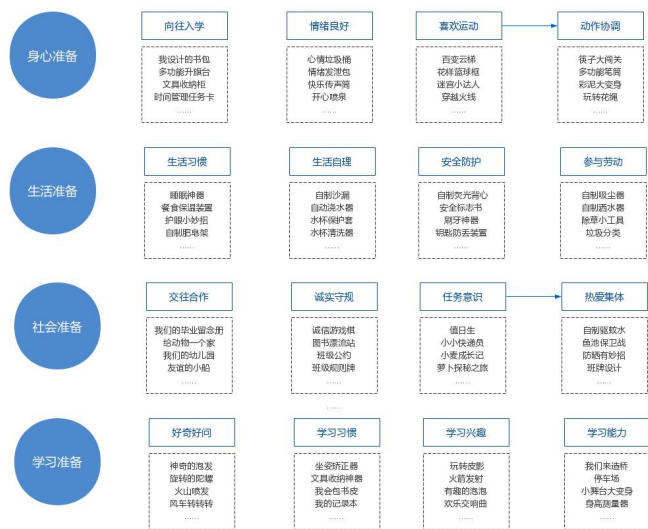 身心准备
向往入学
我设计的书包
多功能升旗台
文具收纳柜
时间管理任务卡
……
情绪良好
心情垃圾桶
情绪发泄包
快乐传声筒
开心喷泉
……
喜欢运动
百变云梯
花样篮球框
迷宫小达人
穿越火线
……
动作协调
筷子大闯关
多功能笔筒
彩泥大变身
玩转花绳
……
生活准备
生活习惯
睡眠神器
餐食保温装置
护眼小妙招
自制肥皂架
……
生活自理
自制沙漏
自动浇水器
水杯保护套
水杯清洗器
……
安全防护
自制荧光背心
安全标志书
刷牙神器
钥匙防丢装置
……
参与劳动
自制吸尘器
自制洒水器
除草小工具
垃圾分类
……
社会准备
交往合作
我们的毕业留念册
给动物一个家
我们的幼儿园
友谊的小船
……
诚实守规
诚信游戏棋
图书漂流站
班级公约
班级规则牌
……
……
任务意识
值日生
小小快递员
小麦成长记
萝卜探秘之旅
……
热爱集体
自制驱蚊水
鱼池保卫战
防晒有妙招
班牌设计
……
学习准备
好奇好问
神奇的泡发
旋转的陀螺
火山喷发
风车转转转
……
学习习惯
坐姿矫正器
文具收纳神器
我会包书皮
我的记录本
……
学习兴趣
玩转皮影
火箭发射
有趣的泡泡
欢乐交响曲
……
学习能力
我们来造桥
停车场
小舞台大变身
身高测量器
……